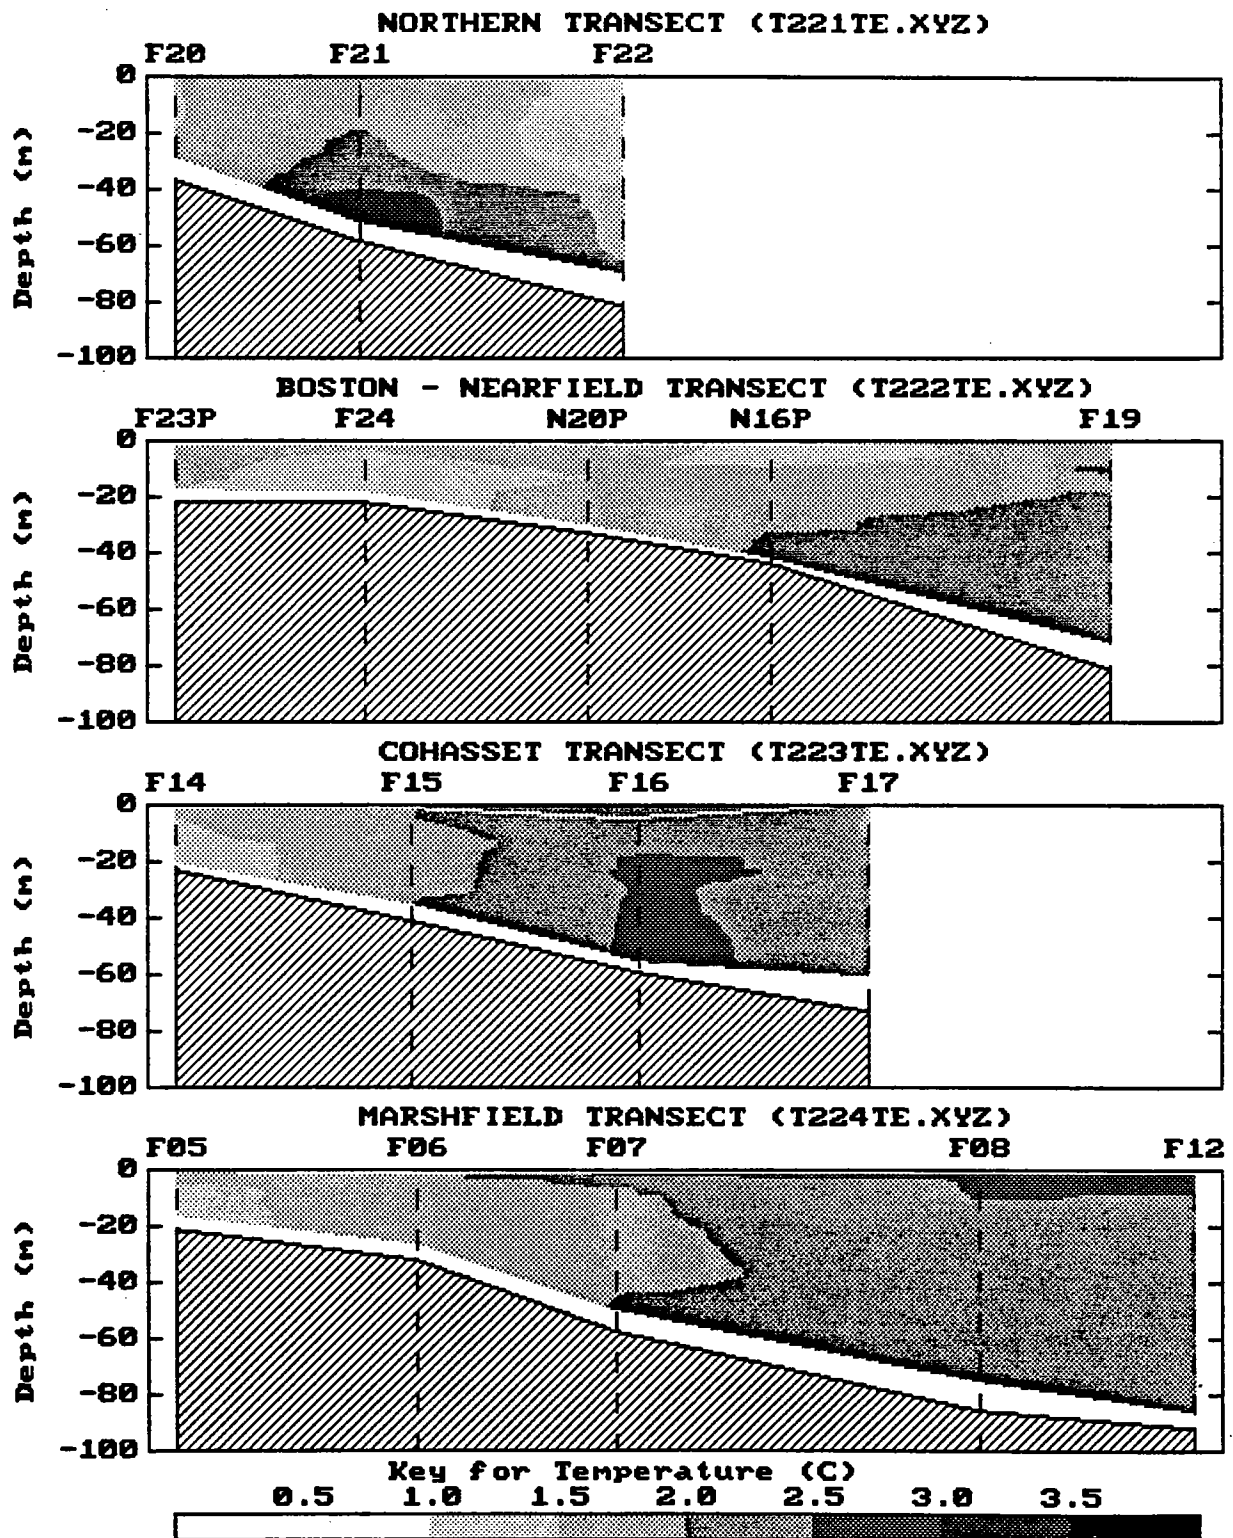 NORTHERN TRANSECT (T221TE.XYZ)
F20 F21 F22
0
-20
-40
-60
-80
-100
Depth (m)
BOSTON - NEARFIELD TRANSECT (T222TE.XYZ)
F23P F24 N20P N16P F19
0
-20
-40
-60
-80
-100
Depth (m)
COHASSET TRANSECT (T223TE.XYZ)
F14 F15 F16 F17
0
-20
-40
-60
-80
-100
Depth (m)
MARSHFIELD TRANSECT (T224TE.XYZ)
F05 F06 F07 F08 F12
0
-20
-40
-60
-80
-100
Depth (m)
Key for Temperature (C)
0.5 1.0 1.5 2.0 2.5 3.0 3.5